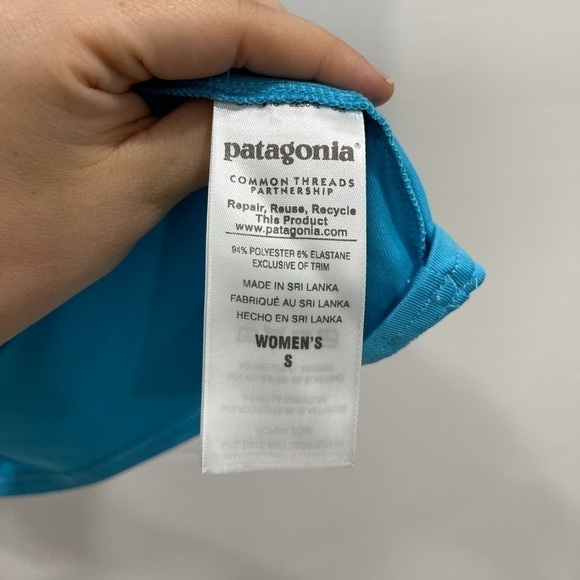 patagonia®
COMMON THREADS
PARTNERSHIP
Repair, Reuse, Recycle
This Product
www.patagonia.com
94% POLYESTER 6% ELASTANE
EXCLUSIVE OF TRIM
MADE IN SRI LANKA
FABRIQUÉ AU SRI LANKA
HECHO EN SRI LANKA
WOMEN'S
S